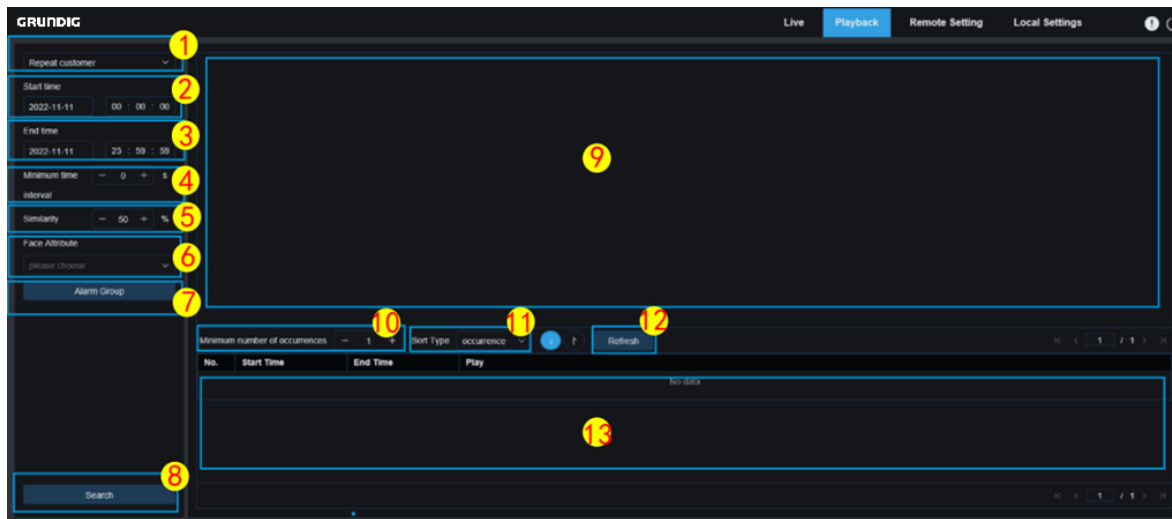 GRUNDIG Live Playback Remote Setting Local Settings
1
Repeat customer
Start time
2
2022-11-11 00 : 00 : 00
End time
3
2022-11-11 23 : 59 : 59
Minimum time − 0 + s
4
interval
Similarity − 50 + %
5
Face Attribute
6
please choose
Alarm Group
7
9
10 11 12
Minimum number of occurrences − 1 + Sort Type occurrence Refresh 1 / 1
No. Start Time End Time Play
No data
13
8
Search 1 / 1